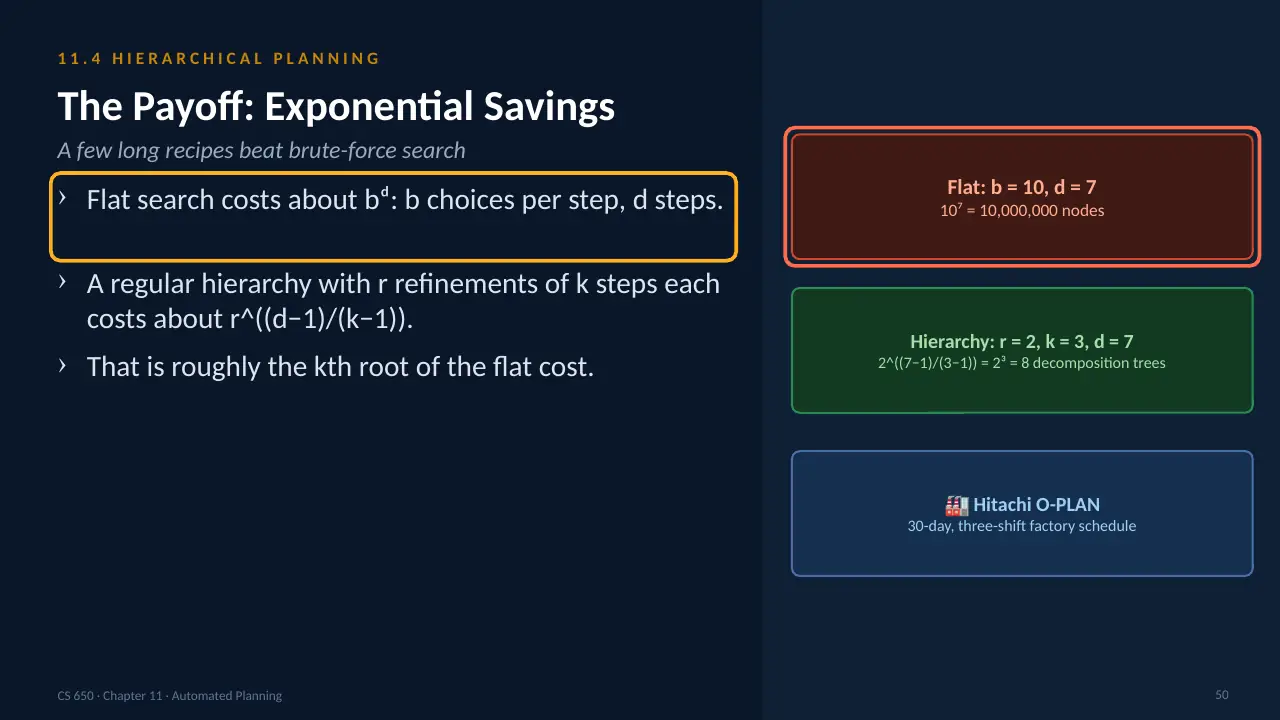 11.4 HIERARCHICAL PLANNING
The Payoff: Exponential Savings
A few long recipes beat brute-force search
› Flat search costs about bᵈ: b choices per step, d steps.
› A regular hierarchy with r refinements of k steps each
costs about r^((d−1)/(k−1)).
› That is roughly the kth root of the flat cost.
Flat: b = 10, d = 7
10⁷ = 10,000,000 nodes
Hierarchy: r = 2, k = 3, d = 7
2^((7−1)/(3−1)) = 2³ = 8 decomposition trees
🏭 Hitachi O-PLAN
30-day, three-shift factory schedule
CS 650 · Chapter 11 · Automated Planning
50